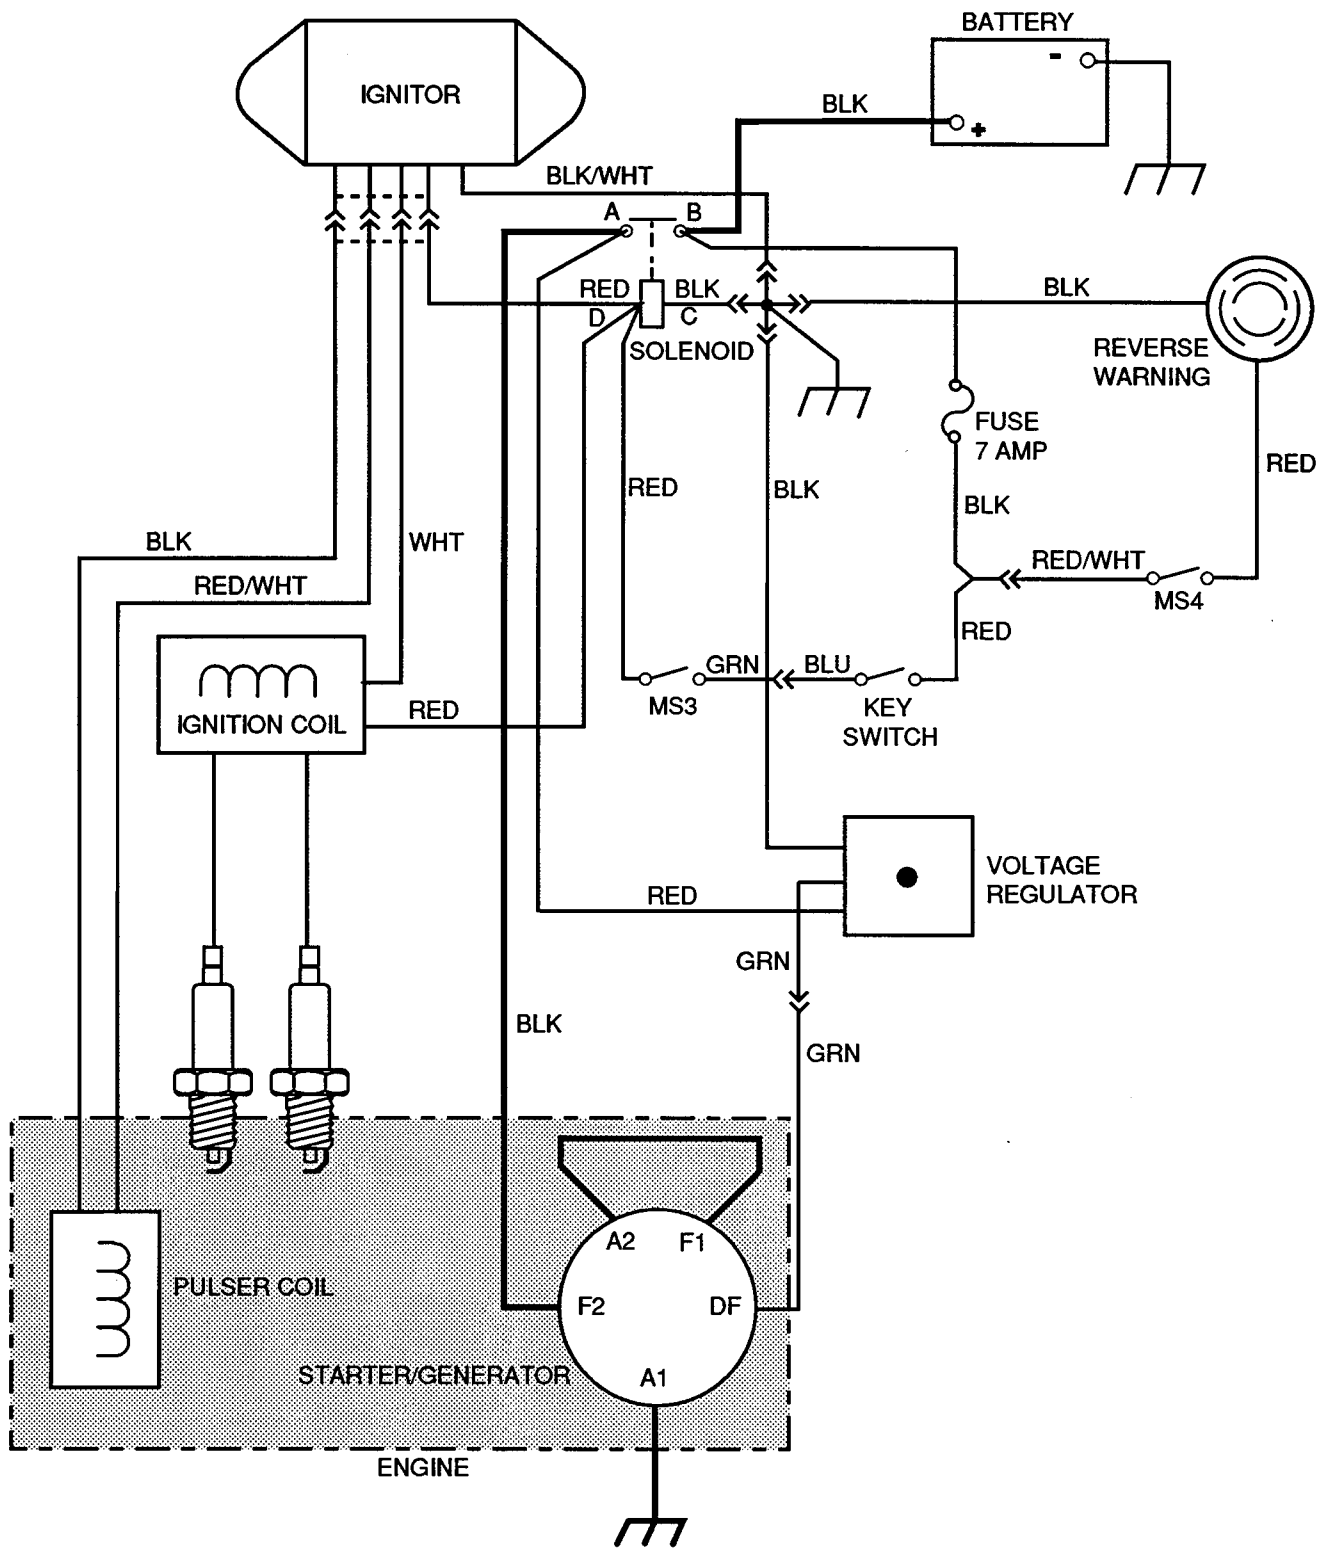 BATTERY
-
IGNITOR
BLK
+
BLK/WHT
A
B
RED
BLK
BLK
D
C
SOLENOID
REVERSE
WARNING
FUSE
7 AMP
RED
RED
BLK
BLK
BLK
WHT
RED/WHT
RED/WHT
MS4
RED
GRN
BLU
MS3
KEY
SWITCH
IGNITION COIL
RED
VOLTAGE
REGULATOR
RED
GRN
BLK
GRN
A2
F1
PULSER COIL
F2
DF
STARTER/GENERATOR
A1
ENGINE